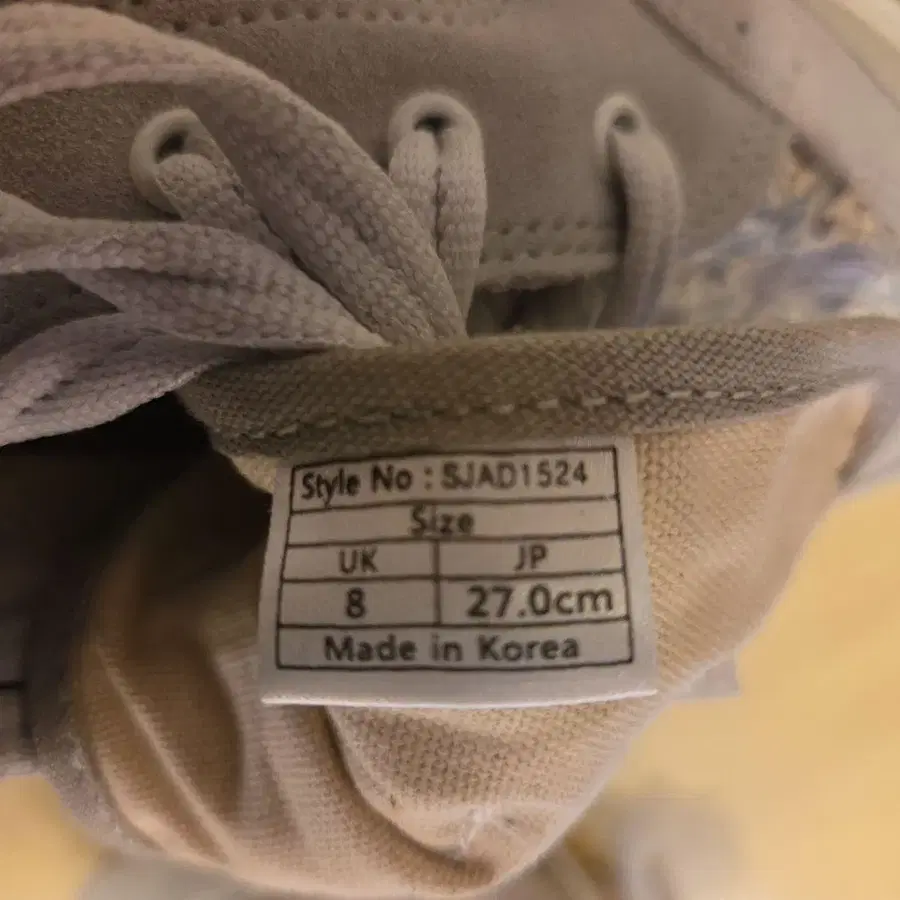 Style No : SJAD1524
Size
UK JP
8 27.0cm
Made in Korea